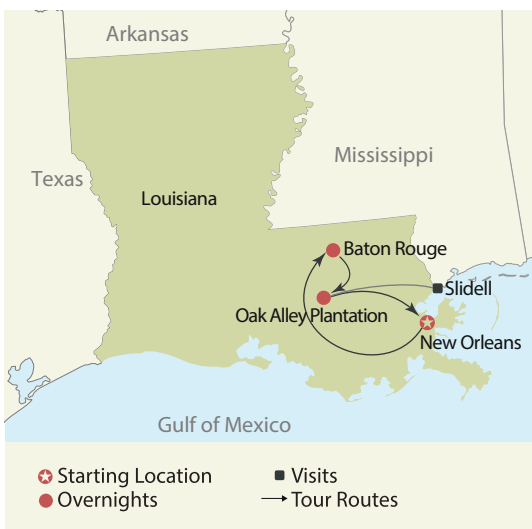 Arkansas
Mississippi
Texas
Louisiana
Baton Rouge
Slidell
Oak Alley Plantation
New Orleans
Gulf of Mexico
Starting Location
Visits
Overnights
Tour Routes